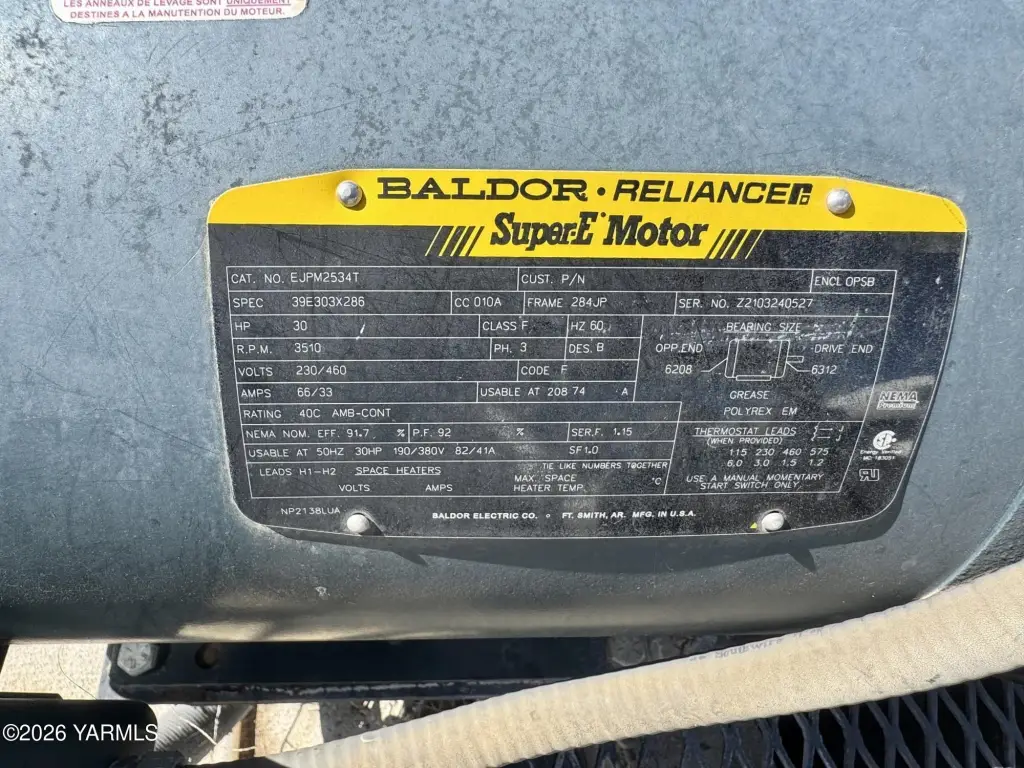 LES ANNEAUX DE LEVAGE SONT UNIQUEMENT
DESTINES A LA MANUTENTION DU MOTEUR.
BALDOR • RELIANCE
Super-E Motor
CAT. NO. EJPM2534T CUST. P/N ENCL OPSB
SPEC 39E303X286 CC 010A FRAME 284JP SER. NO. Z2103240527
HP 30 CLASS F HZ 60 BEARING SIZE
R.P.M. 3510 PH. 3 DES. B OPP.END DRIVE END
VOLTS 230/460 CODE F 6208 6312
AMPS 66/33 USABLE AT 208 74 A GREASE
RATING 40C AMB-CONT POLYREX EM
NEMA NOM. EFF. 91.7 % P.F. 92 % SER.F. 1.15 THERMOSTAT LEADS
(WHEN PROVIDED)
USABLE AT 50HZ 30HP 190/380V 82/41A SF1.0 115 230 460 575
6.0 3.0 1.5 1.2
LEADS H1-H2 SPACE HEATERS TIE LIKE NUMBERS TOGETHER
VOLTS AMPS MAX. SPACE HEATER TEMP. °C
USE A MANUAL MOMENTARY
START SWITCH ONLY.
NEMA
Premium
Energy Verified
NP2138LUA BALDOR ELECTRIC CO. • FT. SMITH, AR. MFG. IN U.S.A.
©2026 YARMLS